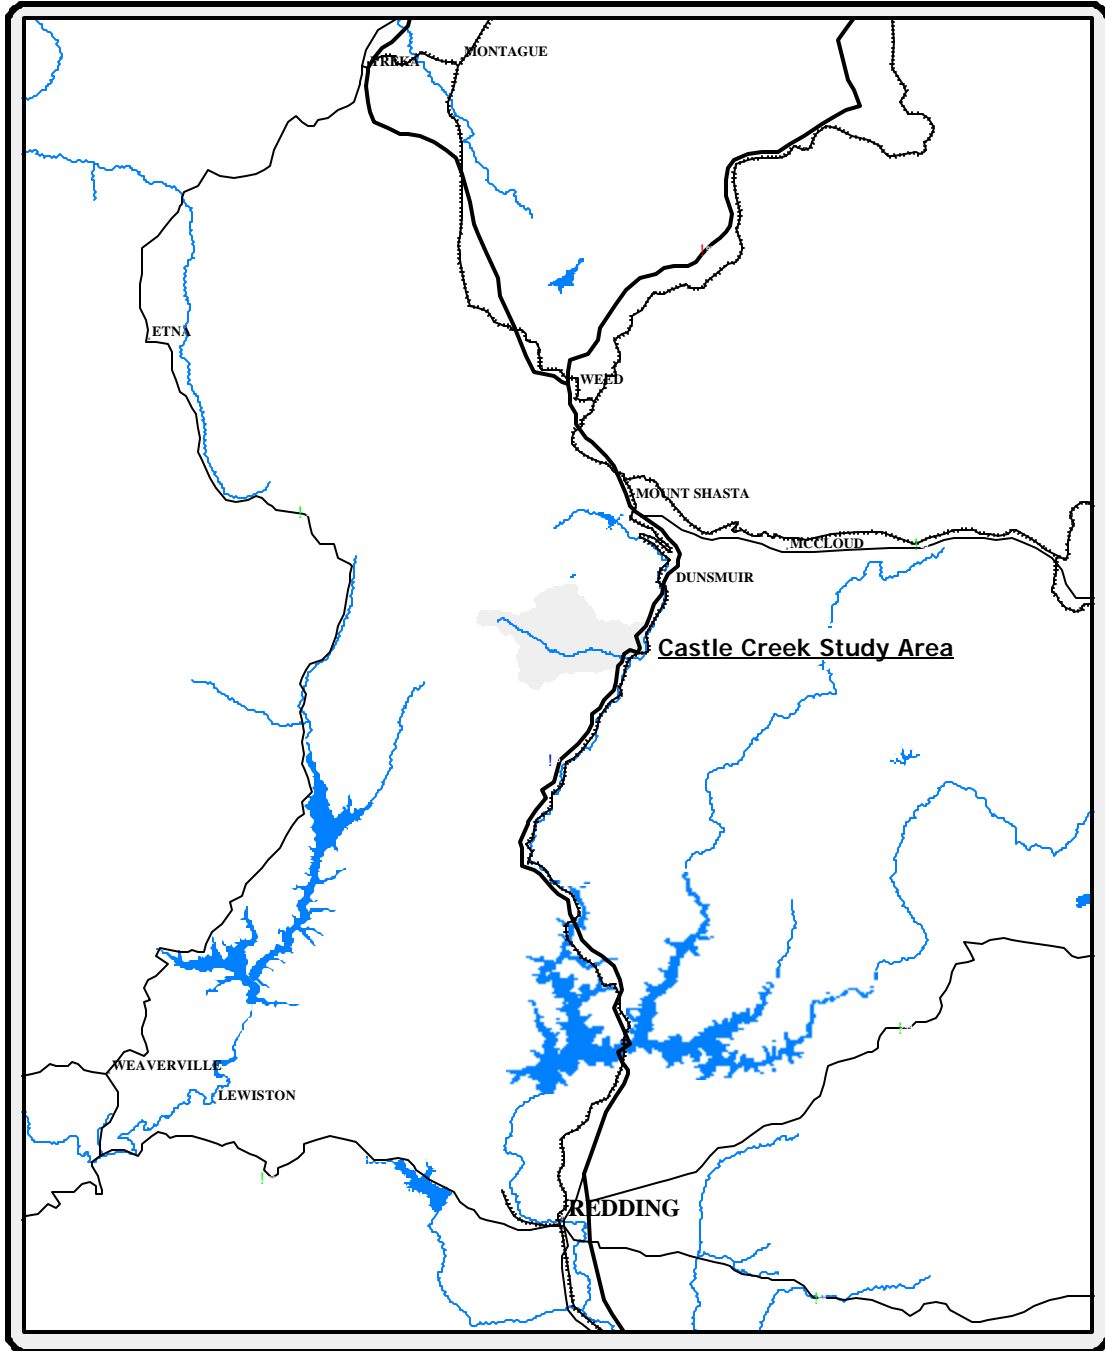 MONTAGUE
YREKA
ETNA
WEED
MOUNT SHASTA
MCCLOUD
DUNSMUIR
Castle Creek Study Area
WEAVERVILLE
LEWISTON
REDDING